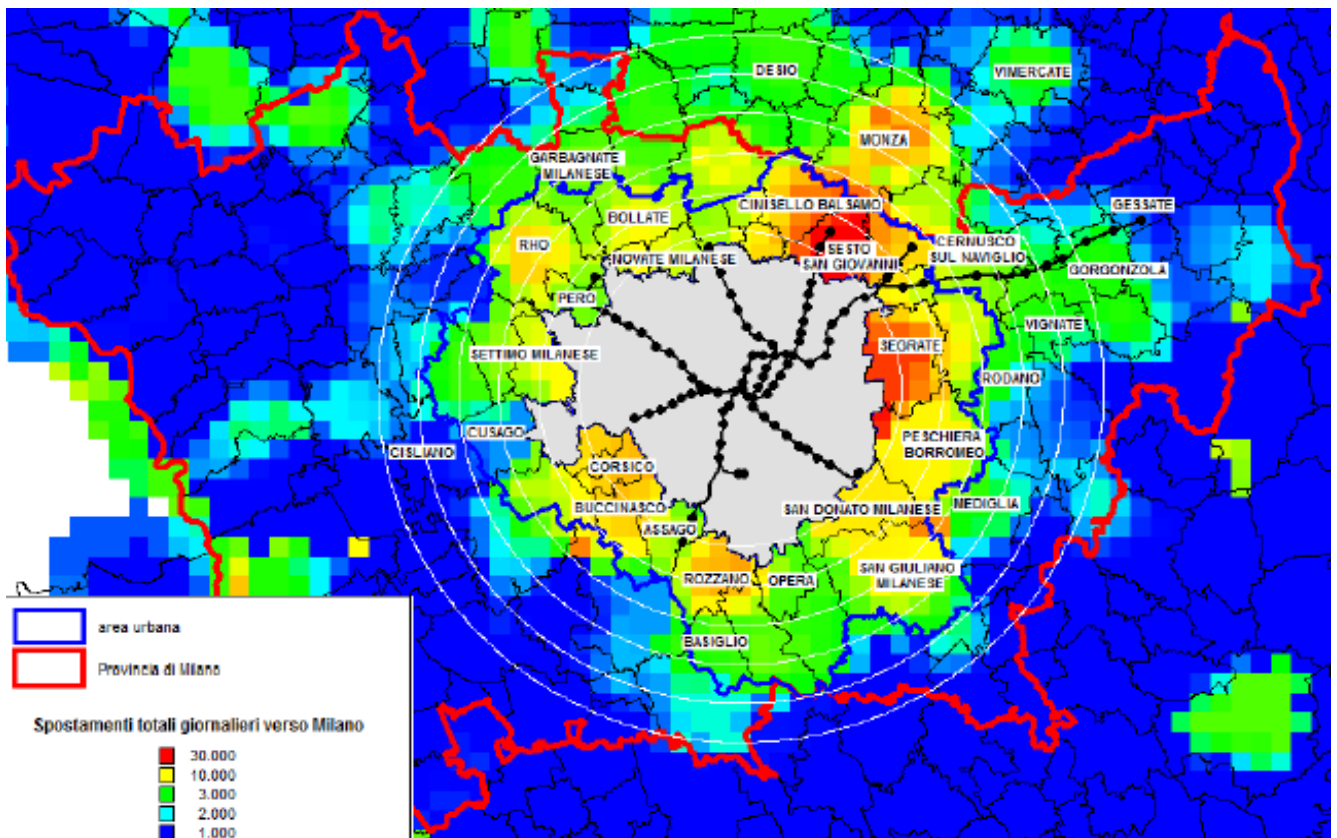 DESIO
VIMERCATE
MONZA
GARBAGNATE
MILANESE
CINISELLO BALSAMO
GESSATE
BOLLATE
RHO
SESTO
SAN GIOVANNI
CERNUSCO
SUL NAVIGLIO
NOVATE MILANESE
GORGONZOLA
PERO
VIGNATE
SETTIMO MILANESE
SEGRATE
RODANO
CUSAGO
PESCHIERA
BORROMEO
CISLIANO
CORSICO
MEDIGLIA
BUCCINASCO
SAN DONATO MILANESE
ASSAGO
SAN GIULIANO
MILANESE
ROZZANO
OPERA
BASIGLIO
area urbana
Provincia di Milano
Spostamenti totali giornalieri verso Milano
30.000
10.000
3.000
2.000
1.000